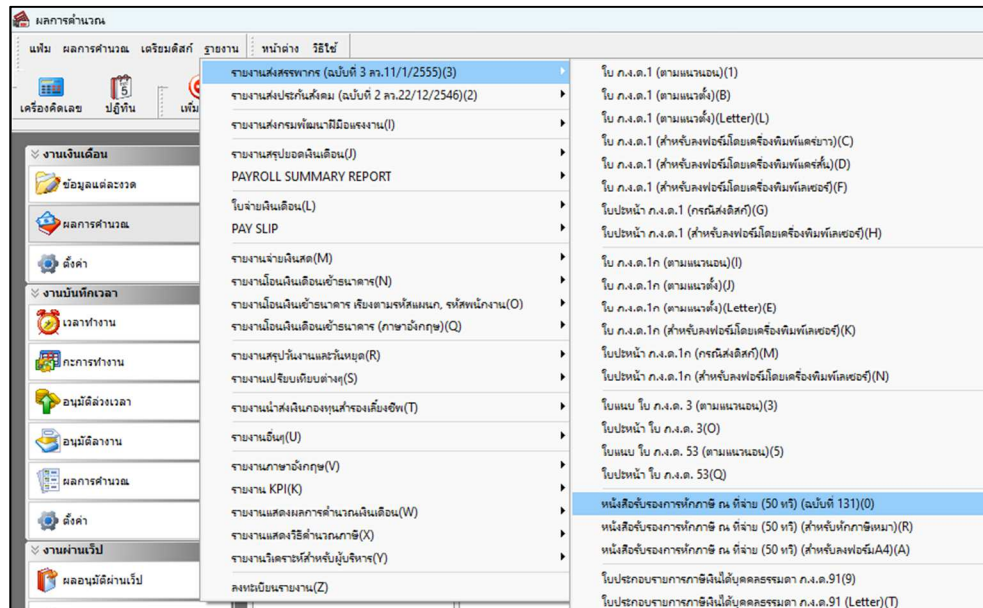 ผลการคำนวณ
แฟ้ม ผลการคำนวณ เตรียมดิสก์ รายงาน หน้าต่าง วิธีใช้
เครื่องคิดเลข ปฏิทิน เพิ่ม
งานเงินเดือน
ข้อมูลแต่ละงวด
ผลการคำนวณ
ตั้งค่า
งานบันทึกเวลา
เวลาทำงาน
กะการทำงาน
อนุมัติล่วงเวลา
อนุมัติลางาน
ผลการคำนวณ
ตั้งค่า
งานผ่านเว็ป
ผลอนุมัติผ่านเว็ป
รายงานส่งสรรพากร (ฉบับที่ 3 ลว.11/1/2555)(3)
รายงานส่งประกันสังคม (ฉบับที่ 2 ลว.22/12/2546)(2)
รายงานส่งกรมพัฒนาฝีมือแรงงาน(I)
รายงานสรุปยอดเงินเดือน(J)
PAYROLL SUMMARY REPORT
ใบจ่ายเงินเดือน(L)
PAY SLIP
รายงานจ่ายเงินสด(M)
รายงานโอนเงินเดือนเข้าธนาคาร(N)
รายงานโอนเงินเข้าธนาคาร เรียงตามรหัสแผนก, รหัสพนักงาน(O)
รายงานโอนเงินเดือนเข้าธนาคาร (ภาษาอังกฤษ)(Q)
รายงานสรุปวันงานและวันหยุด(R)
รายงานเปรียบเทียบต่างๆ(S)
รายงานนำส่งเงินกองทุนสำรองเลี้ยงชีพ(T)
รายงานอื่นๆ(U)
รายงานภาษาอังกฤษ(V)
รายงาน KPI(K)
รายงานแสดงผลการคำนวณเงินเดือน(W)
รายงานแสดงวิธีคำนวณภาษี(X)
รายงานวิเคราะห์สำหรับผู้บริหาร(Y)
ลงทะเบียนรายงาน(Z)
ใบ ภ.ง.ด.1 (ตามแนวนอน)(1)
ใบ ภ.ง.ด.1 (ตามแนวตั้ง)(B)
ใบ ภ.ง.ด.1 (ตามแนวตั้ง)(Letter)(L)
ใบ ภ.ง.ด.1 (สำหรับลงฟอร์มโดยเครื่องพิมพ์แคร่ยาว)(C)
ใบ ภ.ง.ด.1 (สำหรับลงฟอร์มโดยเครื่องพิมพ์แคร่สั้น)(D)
ใบ ภ.ง.ด.1 (สำหรับลงฟอร์มโดยเครื่องพิมพ์เลเซอร์)(F)
ใบปะหน้า ภ.ง.ด.1 (กรณีส่งดิสก์)(G)
ใบปะหน้า ภ.ง.ด.1 (สำหรับลงฟอร์มโดยเครื่องพิมพ์เลเซอร์)(H)
ใบ ภ.ง.ด.1ก (ตามแนวนอน)(I)
ใบ ภ.ง.ด.1ก (ตามแนวตั้ง)(J)
ใบ ภ.ง.ด.1ก (ตามแนวตั้ง)(Letter)(E)
ใบ ภ.ง.ด.1ก (สำหรับลงฟอร์มโดยเครื่องพิมพ์เลเซอร์)(K)
ใบปะหน้า ภ.ง.ด.1ก (กรณีส่งดิสก์)(M)
ใบปะหน้า ภ.ง.ด.1ก (สำหรับลงฟอร์มโดยเครื่องพิมพ์เลเซอร์)(N)
ใบแนบ ใบ ภ.ง.ด. 3 (ตามแนวนอน)(3)
ใบปะหน้า ใบ ภ.ง.ด. 3(O)
ใบแนบ ใบ ภ.ง.ด. 53 (ตามแนวนอน)(5)
ใบปะหน้า ใบ ภ.ง.ด. 53(Q)
หนังสือรับรองการหักภาษี ณ ที่จ่าย (50 ทวิ) (ฉบับที่ 131)(0)
หนังสือรับรองการหักภาษี ณ ที่จ่าย (50 ทวิ) (สำหรับหักภาษีเหมา)(R)
หนังสือรับรองการหักภาษี ณ ที่จ่าย (50 ทวิ) (สำหรับลงฟอร์มA4)(A)
ใบประกอบรายการภาษีเงินได้บุคคลธรรมดา ภ.ง.ด.91(9)
ใบประกอบรายการภาษีเงินได้บุคคลธรรมดา ภ.ง.ด.91 (Letter)(T)